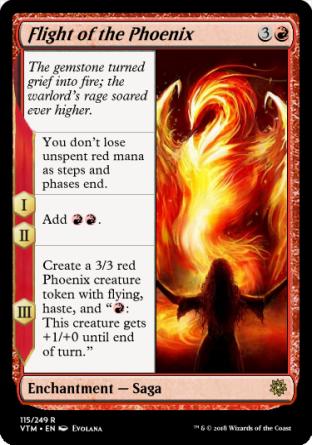 Flight of the Phoenix 3
The gemstone turned
grief into fire; the
warlord's rage soared
ever higher.
You don't lose
unspent red mana
as steps and
phases end.
I
II
Add .
III
Create a 3/3 red
Phoenix creature
token with flying,
haste, and “:
This creature gets
+1/+0 until end
of turn.”
Enchantment — Saga
115/249 R
VTM • EN Evolana
™ & © 2018 Wizards of the Coast